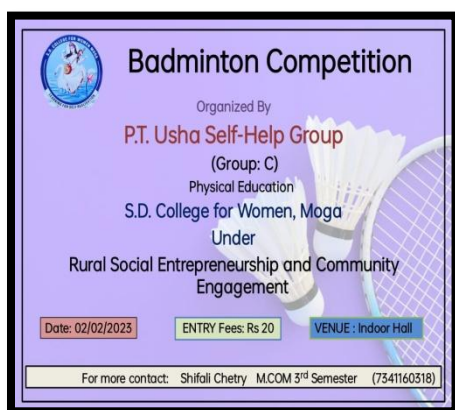 Badminton Competition
Organized By
P.T. Usha Self-Help Group
(Group: C)
Physical Education
S.D. College for Women, Moga
Under
Rural Social Entrepreneurship and Community
Engagement
Date: 02/02/2023 ENTRY Fees: Rs 20 VENUE : Indoor Hall
For more contact: Shifali Chetry M.COM 3rd Semester (7341160318)